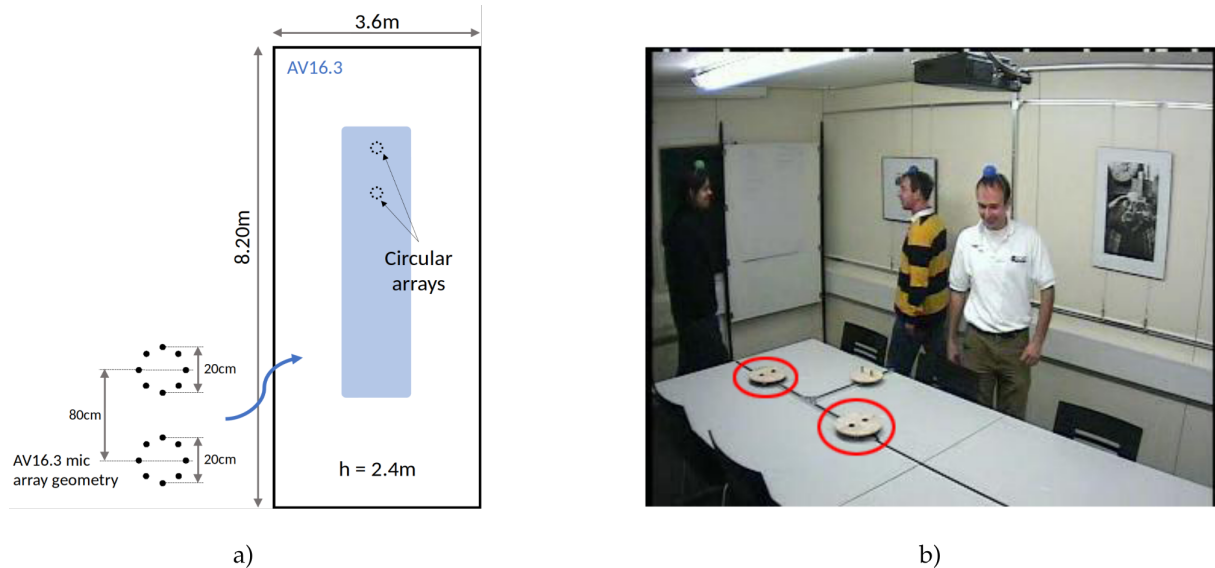 3.6m
AV16.3
8.20m
Circular
arrays
20cm
80cm
20cm
AV16.3 mic
array geometry
h = 2.4m
a)
b)